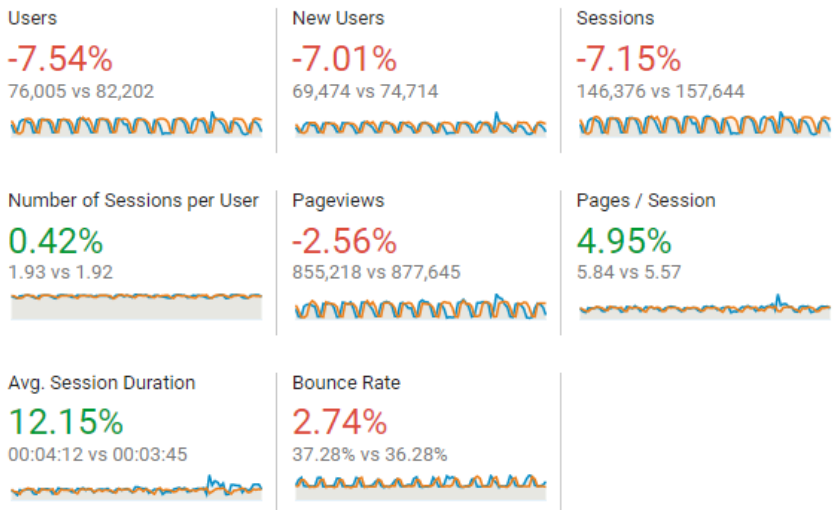 Users
-7.54%
76,005 vs 82,202
New Users
-7.01%
69,474 vs 74,714
Sessions
-7.15%
146,376 vs 157,644
Number of Sessions per User
0.42%
1.93 vs 1.92
Pageviews
-2.56%
855,218 vs 877,645
Pages / Session
4.95%
5.84 vs 5.57
Avg. Session Duration
12.15%
00:04:12 vs 00:03:45
Bounce Rate
2.74%
37.28% vs 36.28%